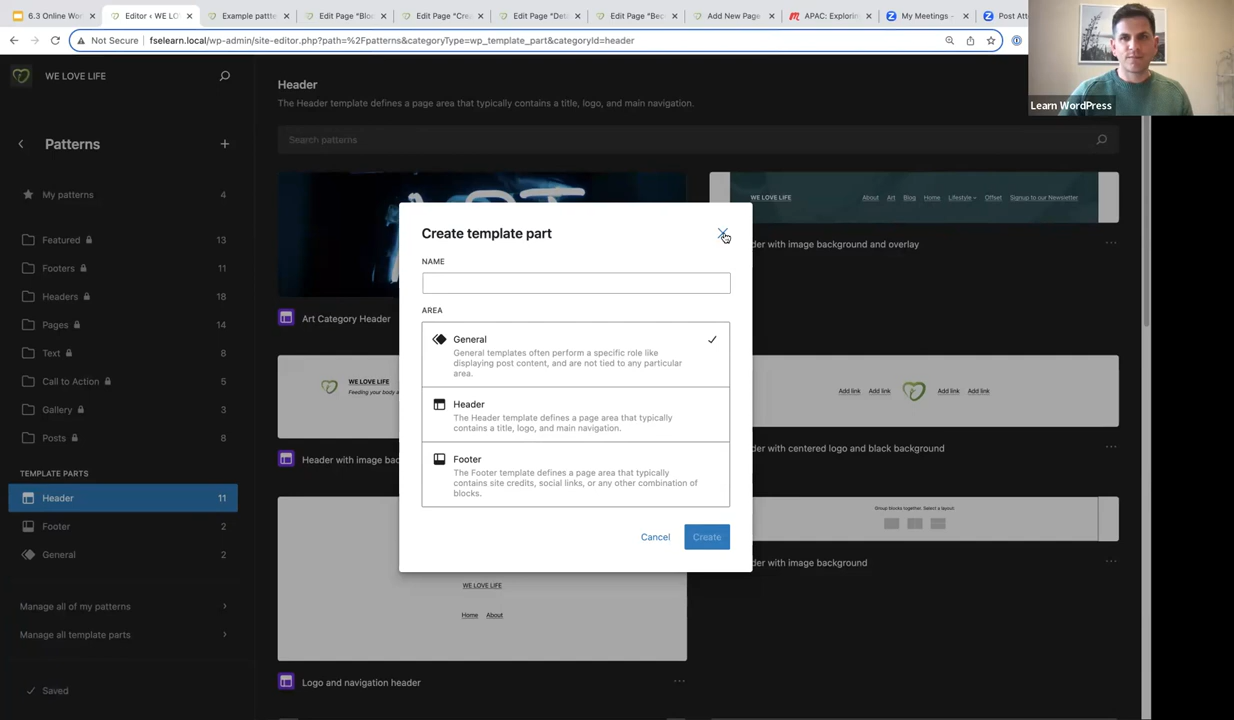 6.3 Online Wor
Editor ‹ WE LO
Example patte
Edit Page "Blo
Edit Page "Cre
Edit Page "Det
Edit Page "Bec
Add New Page
APAC: Explorin
My Meetings -
Post Att
Not Secure
fselearn.local/wp-admin/site-editor.php?path=%2Fpatterns&categoryType=wp_template_part&categoryId=header
Learn WordPress
WE LOVE LIFE
Patterns
My patterns 4
Featured 13
Footers 11
Headers 18
Pages 14
Text 8
Call to Action 5
Gallery 3
Posts 8
TEMPLATE PARTS
Header 11
Footer 2
General 2
Manage all of my patterns
Manage all template parts
Saved
Header
The Header template defines a page area that typically contains a title, logo, and main navigation.
Search patterns
WE LOVE LIFE
About Art Blog Home Lifestyle Offset Signup to our Newsletter
Art Category Header
der with image background and overlay
WE LOVE LIFE
Feeding your body a
Header with image bac
Add link Add link Add link Add link
der with centered logo and black background
WE LOVE LIFE
Home About
Logo and navigation header
Group blocks together. Select a layout:
der with image background
Create template part
NAME
AREA
General
General templates often perform a specific role like
displaying post content, and are not tied to any particular
area.
Header
The Header template defines a page area that typically
contains a title, logo, and main navigation.
Footer
The Footer template defines a page area that typically
contains site credits, social links, or any other combination of
blocks.
Cancel
Create